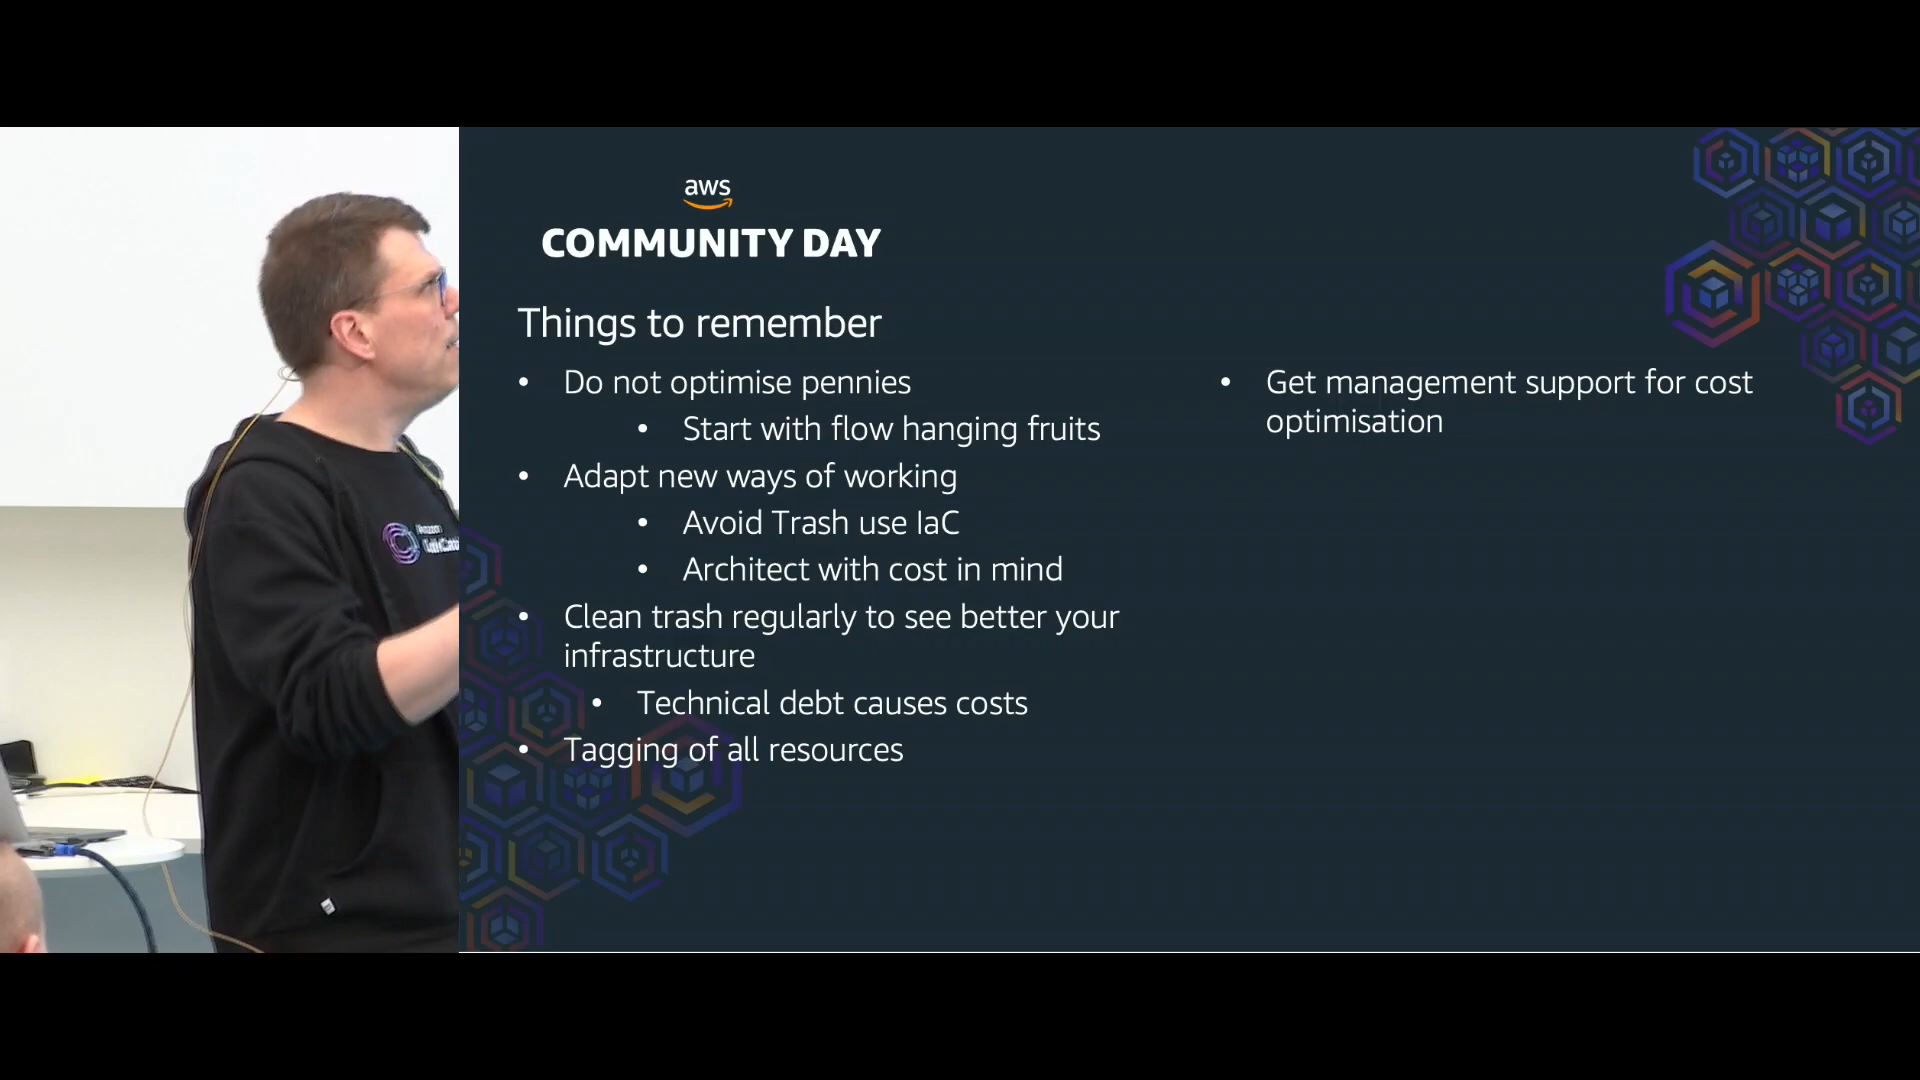 aws
COMMUNITY DAY
Things to remember
• Do not optimise pennies
• Start with flow hanging fruits
• Adapt new ways of working
• Avoid Trash use IaC
• Architect with cost in mind
• Clean trash regularly to see better your
infrastructure
• Technical debt causes costs
• Tagging of all resources
• Get management support for cost
optimisation